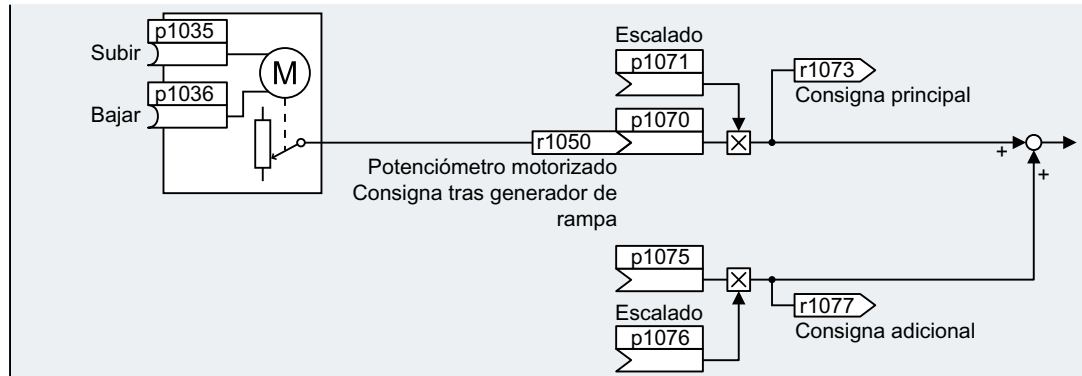 p1035
Subir
p1036
Bajar
M
r1050
Potenciómetro motorizado
Consigna tras generador de
rampa
Escalado
p1071
p1070
r1073
Consigna principal
+
+
p1075
Escalado
p1076
r1077
Consigna adicional